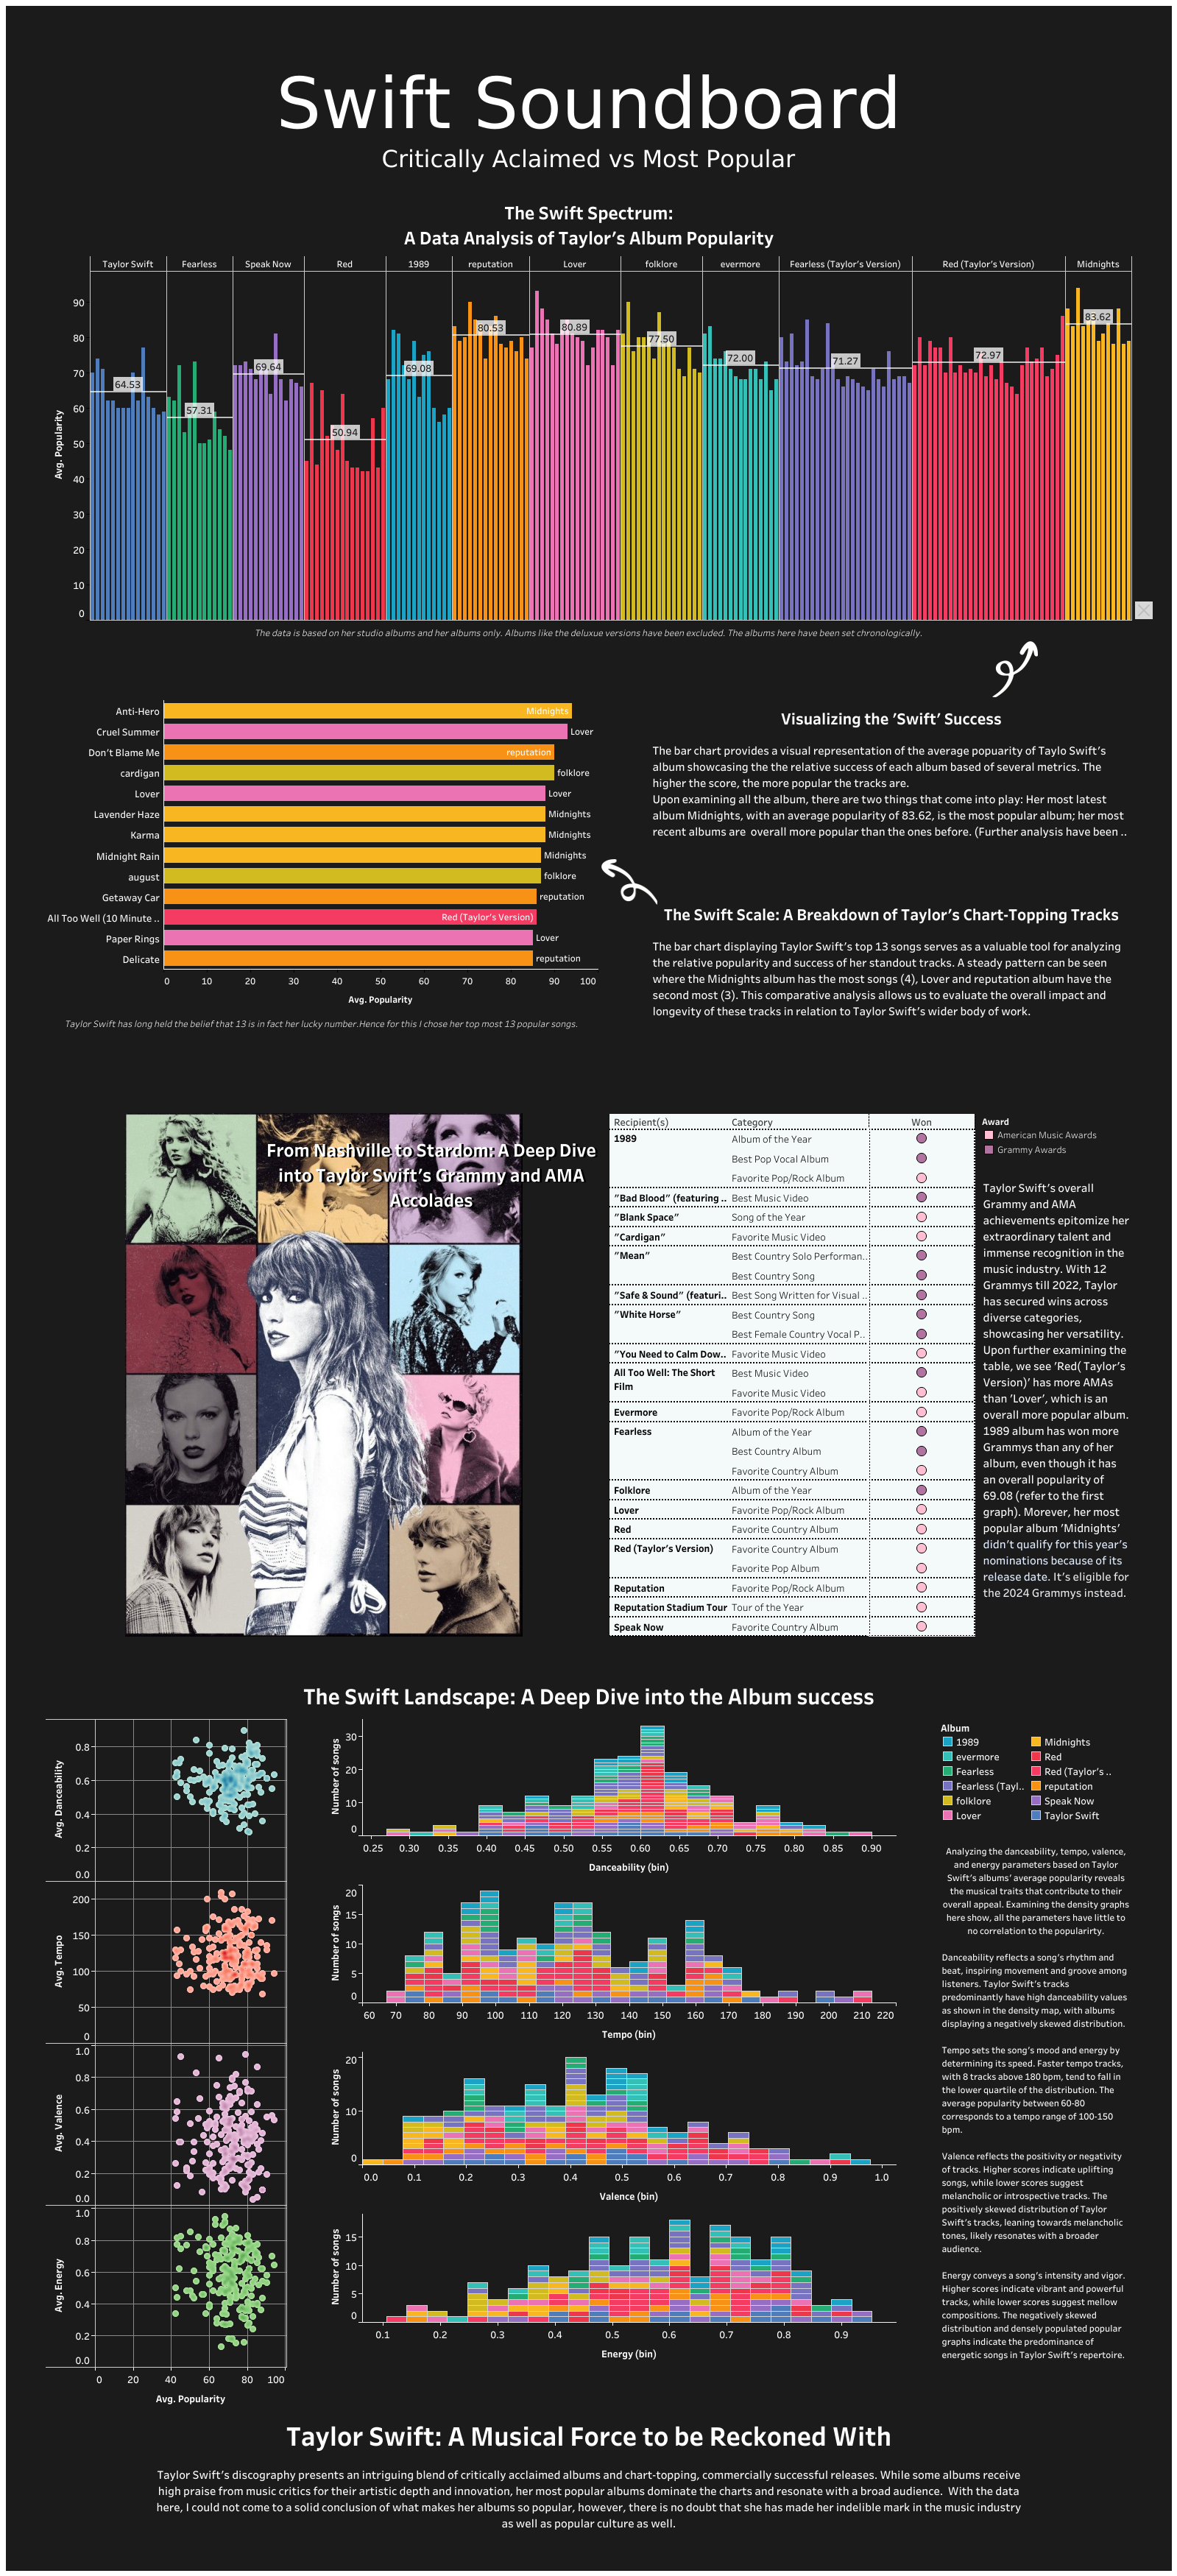 Swift Soundboard
Critically Aclaimed vs Most Popular
The Swift Spectrum:
A Data Analysis of Taylor's Album Popularity
Taylor Swift
Fearless
Speak Now
Red
1989
reputation
Lover
folklore
evermore
Fearless (Taylor's Version)
Red (Taylor's Version)
Midnights
Avg. Popularity
90
80
70
60
50
40
30
20
10
0
64.53
57.31
69.64
50.94
69.08
80.53
80.89
77.50
72.00
71.27
72.97
83.62
The data is based on her studio albums and her albums only. Albums like the deluxue versions have been excluded. The albums here have been set chronologically.
Anti-Hero
Midnights
Cruel Summer
Lover
Don't Blame Me
reputation
cardigan
folklore
Lover
Lover
Lavender Haze
Midnights
Karma
Midnights
Midnight Rain
Midnights
august
folklore
Getaway Car
reputation
All Too Well (10 Minute ..
Red (Taylor's Version)
Paper Rings
Lover
Delicate
reputation
0 10 20 30 40 50 60 70 80 90 100
Avg. Popularity
Taylor Swift has long held the belief that 13 is in fact her lucky number.Hence for this I chose her top most 13 popular songs.
Visualizing the 'Swift' Success
The bar chart provides a visual representation of the average popuarity of Taylo Swift's
album showcasing the the relative success of each album based of several metrics. The
higher the score, the more popular the tracks are.
Upon examining all the album, there are two things that come into play: Her most latest
album Midnights, with an average popularity of 83.62, is the most popular album; her most
recent albums are overall more popular than the ones before. (Further analysis have been ..
The Swift Scale: A Breakdown of Taylor's Chart-Topping Tracks
The bar chart displaying Taylor Swift's top 13 songs serves as a valuable tool for analyzing
the relative popularity and success of her standout tracks. A steady pattern can be seen
where the Midnights album has the most songs (4), Lover and reputation album have the
second most (3). This comparative analysis allows us to evaluate the overall impact and
longevity of these tracks in relation to Taylor Swift's wider body of work.
From Nashville to Stardom: A Deep Dive
into Taylor Swift's Grammy and AMA
Accolades
Recipient(s) Category Won
1989 Album of the Year
Best Pop Vocal Album
Favorite Pop/Rock Album
"Bad Blood" (featuring .. Best Music Video
"Blank Space" Song of the Year
"Cardigan" Favorite Music Video
"Mean" Best Country Solo Performan..
Best Country Song
"Safe & Sound" (featuri.. Best Song Written for Visual ..
"White Horse" Best Country Song
Best Female Country Vocal P..
"You Need to Calm Dow.. Favorite Music Video
All Too Well: The Short Best Music Video
Film Favorite Music Video
Evermore Favorite Pop/Rock Album
Fearless Album of the Year
Best Country Album
Favorite Country Album
Folklore Album of the Year
Lover Favorite Pop/Rock Album
Red Favorite Country Album
Red (Taylor's Version) Favorite Country Album
Favorite Pop Album
Reputation Favorite Pop/Rock Album
Reputation Stadium Tour Tour of the Year
Speak Now Favorite Country Album
Award
American Music Awards
Grammy Awards
Taylor Swift's overall
Grammy and AMA
achievements epitomize her
extraordinary talent and
immense recognition in the
music industry. With 12
Grammys till 2022, Taylor
has secured wins across
diverse categories,
showcasing her versatility.
Upon further examining the
table, we see 'Red( Taylor's
Version)' has more AMAs
than 'Lover', which is an
overall more popular album.
1989 album has won more
Grammys than any of her
album, even though it has
an overall popularity of
69.08 (refer to the first
graph). Morever, her most
popular album 'Midnights'
didn't qualify for this year's
nominations because of its
release date. It's eligible for
the 2024 Grammys instead.
The Swift Landscape: A Deep Dive into the Album success
Avg. Danceability
0.8
0.6
0.4
0.2
0.0
Avg. Tempo
200
150
100
50
0
Avg. Valence
1.0
0.8
0.6
0.4
0.2
0.0
Avg. Energy
1.0
0.8
0.6
0.4
0.2
0.0
0 20 40 60 80 100
Avg. Popularity
Number of songs
30
20
10
0
0.25 0.30 0.35 0.40 0.45 0.50 0.55 0.60 0.65 0.70 0.75 0.80 0.85 0.90
Danceability (bin)
Number of songs
20
15
10
5
0
60 70 80 90 100 110 120 130 140 150 160 170 180 190 200 210 220
Tempo (bin)
Number of songs
20
10
0
0.0 0.1 0.2 0.3 0.4 0.5 0.6 0.7 0.8 0.9 1.0
Valence (bin)
Number of songs
15
10
5
0
0.1 0.2 0.3 0.4 0.5 0.6 0.7 0.8 0.9
Energy (bin)
Album
1989 Midnights
evermore Red
Fearless Red (Taylor's ..
Fearless (Tayl.. reputation
folklore Speak Now
Lover Taylor Swift
Analyzing the danceability, tempo, valence,
and energy parameters based on Taylor
Swift's albums' average popularity reveals
the musical traits that contribute to their
overall appeal. Examining the density graphs
here show, all the parameters have little to
no correlation to the popularirity.
Danceability reflects a song's rhythm and
beat, inspiring movement and groove among
listeners. Taylor Swift's tracks
predominantly have high danceability values
as shown in the density map, with albums
displaying a negatively skewed distribution.
Tempo sets the song's mood and energy by
determining its speed. Faster tempo tracks,
with 8 tracks above 180 bpm, tend to fall in
the lower quartile of the distribution. The
average popularity between 60-80
corresponds to a tempo range of 100-150
bpm.
Valence reflects the positivity or negativity
of tracks. Higher scores indicate uplifting
songs, while lower scores suggest
melancholic or introspective tracks. The
positively skewed distribution of Taylor
Swift's tracks, leaning towards melancholic
tones, likely resonates with a broader
audience.
Energy conveys a song's intensity and vigor.
Higher scores indicate vibrant and powerful
tracks, while lower scores suggest mellow
compositions. The negatively skewed
distribution and densely populated popular
graphs indicate the predominance of
energetic songs in Taylor Swift's repertoire.
Taylor Swift: A Musical Force to be Reckoned With
Taylor Swift's discography presents an intriguing blend of critically acclaimed albums and chart-topping, commercially successful releases. While some albums receive
high praise from music critics for their artistic depth and innovation, her most popular albums dominate the charts and resonate with a broad audience. With the data
here, I could not come to a solid conclusion of what makes her albums so popular, however, there is no doubt that she has made her indelible mark in the music industry
as well as popular culture as well.